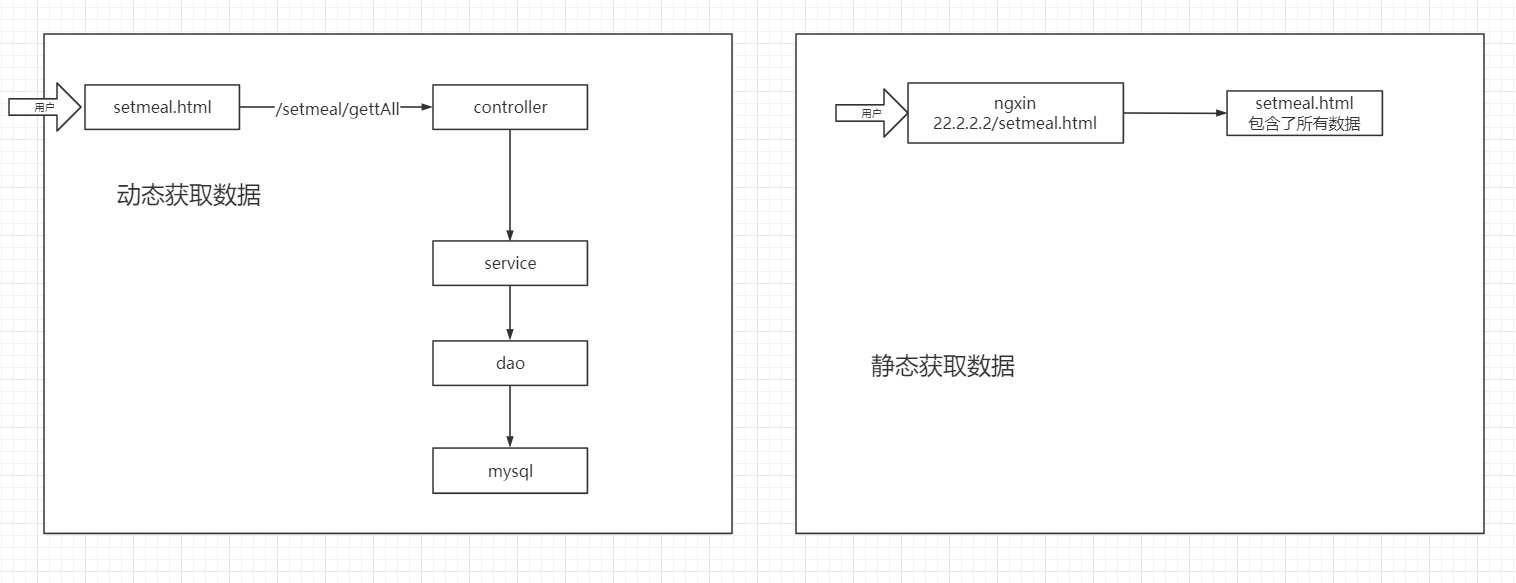 用户
setmeal.html
/setmeal/gettAll
controller
动态获取数据
service
dao
mysql
用户
ngxin
22.2.2.2/setmeal.html
setmeal.html
包含了所有数据
静态获取数据